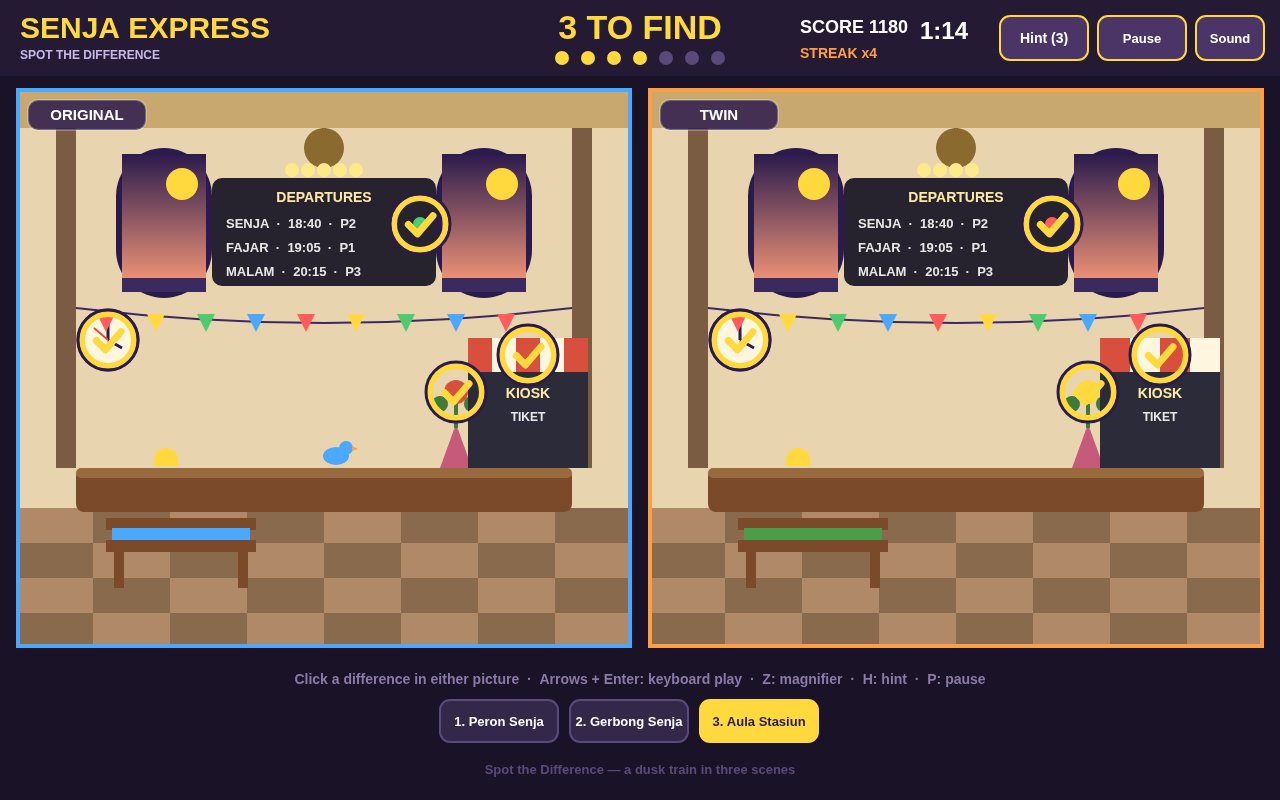 SENJA EXPRESS
SPOT THE DIFFERENCE
3 TO FIND
SCORE 1180
STREAK x4
1:14
Hint (3)
Pause
Sound
ORIGINAL
DEPARTURES
SENJA · 18:40 · P2
FAJAR · 19:05 · P1
MALAM · 20:15 · P3
KIOSK
TIKET
TWIN
DEPARTURES
SENJA · 18:40 · P2
FAJAR · 19:05 · P1
MALAM · 20:15 · P3
KIOSK
TIKET
Click a difference in either picture · Arrows + Enter: keyboard play · Z: magnifier · H: hint · P: pause
1. Peron Senja
2. Gerbong Senja
3. Aula Stasiun
Spot the Difference — a dusk train in three scenes